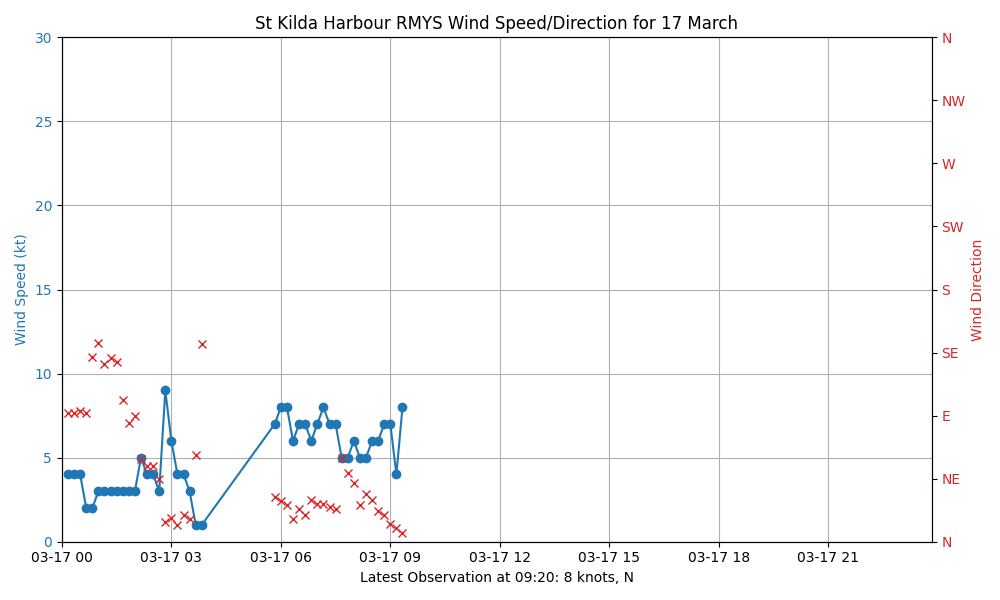 St Kilda Harbour RMYS Wind Speed/Direction for 17 March
Wind Speed (kt)
30
25
20
15
10
5
0
N
NW
W
SW
S
SE
E
NE
N
Wind Direction
03-17 00
03-17 03
03-17 06
03-17 09
03-17 12
03-17 15
03-17 18
03-17 21
Latest Observation at 09:20: 8 knots, N